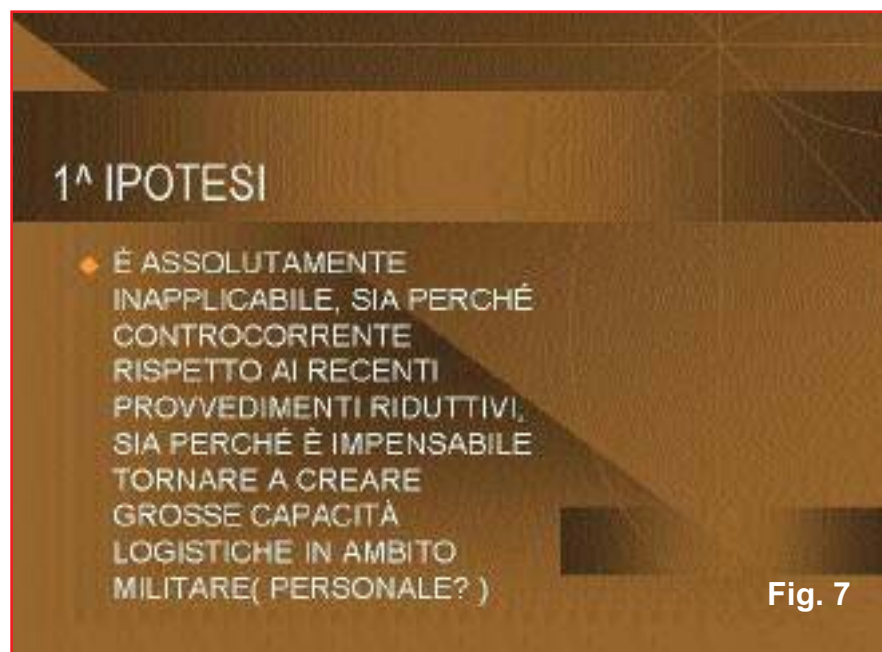 1^ IPOTESI
È ASSOLUTAMENTE
INAPPLICABILE, SIA PERCHÉ
CONTROCORRENTE
RISPETTO AI RECENTI
PROVVEDIMENTI RIDUTTIVI,
SIA PERCHÉ È IMPENSABILE
TORNARE A CREARE
GROSSE CAPACITÀ
LOGISTICHE IN AMBITO
MILITARE( PERSONALE? )
Fig. 7